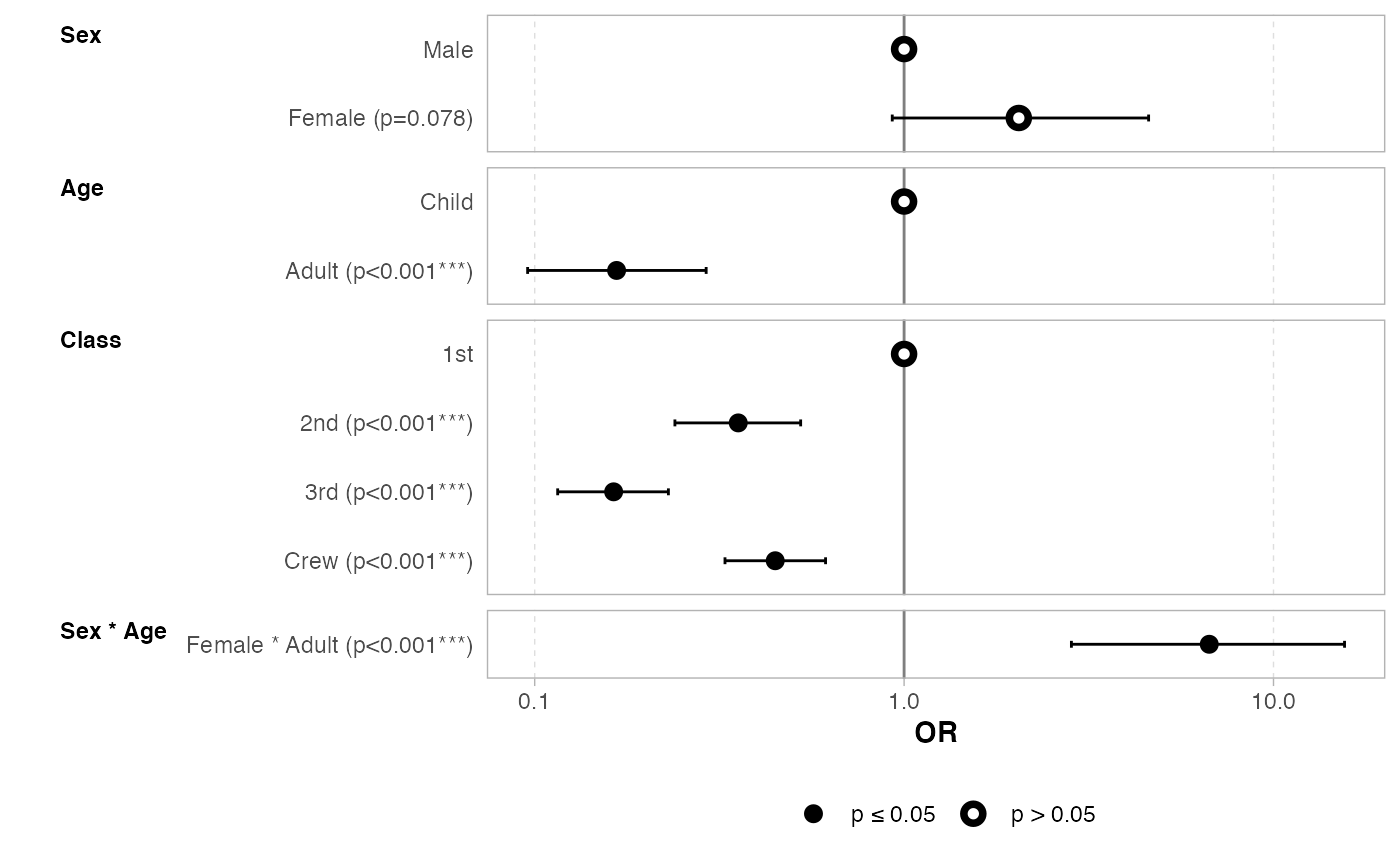 Sex
Male
Female (p=0.078)
Age
Child
Adult (p<0.001***)
Class
1st
2nd (p<0.001***)
3rd (p<0.001***)
Crew (p<0.001***)
Sex * Age
Female * Adult (p<0.001***)
0.1 1.0 10.0
OR
p ≤ 0.05 p > 0.05